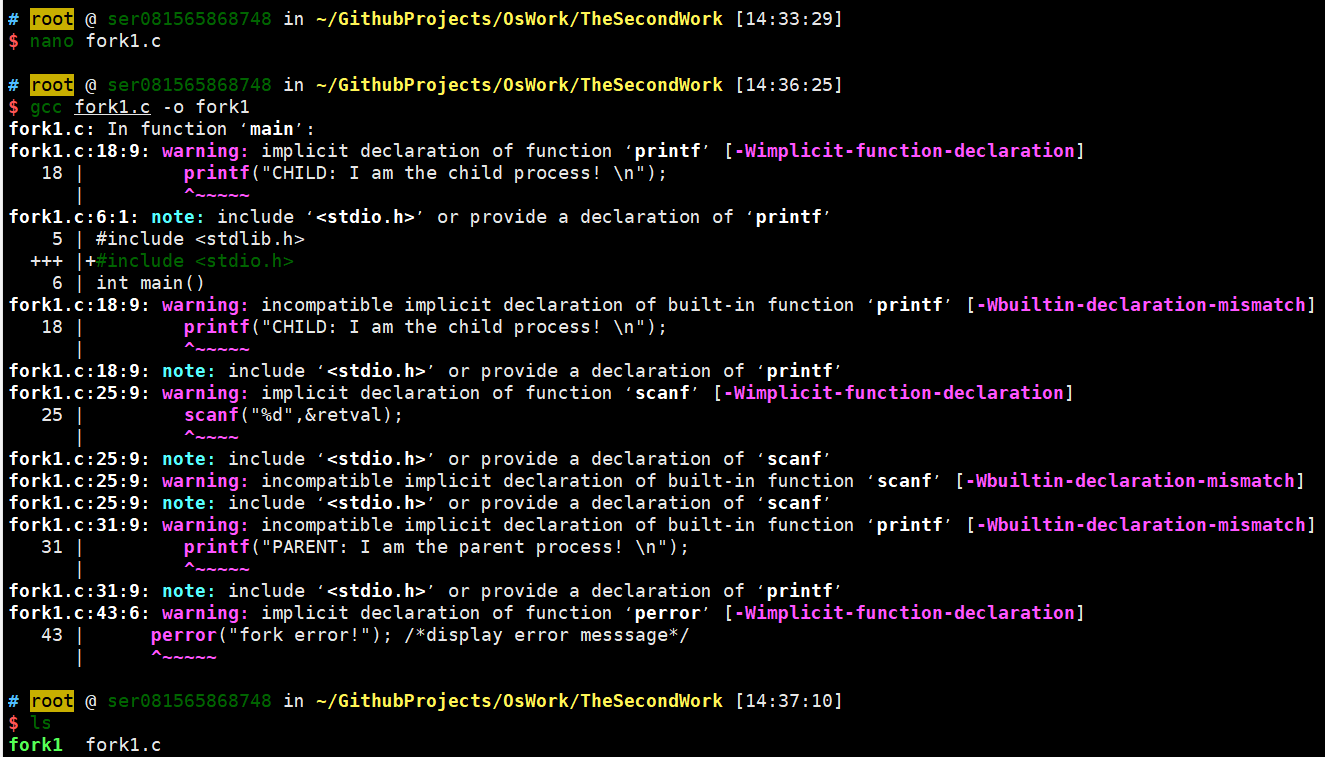 # root @ ser081565868748 in ~/GithubProjects/OsWork/TheSecondWork [14:33:29]
$ nano fork1.c

# root @ ser081565868748 in ~/GithubProjects/OsWork/TheSecondWork [14:36:25]
$ gcc fork1.c -o fork1
fork1.c: In function ‘main’:
fork1.c:18:9: warning: implicit declaration of function ‘printf’ [-Wimplicit-function-declaration]
   18 |         printf("CHILD: I am the child process! \n");
      |         ^~~~~~
fork1.c:6:1: note: include ‘<stdio.h>’ or provide a declaration of ‘printf’
    5 | #include <stdlib.h>
  +++ |+#include <stdio.h>
    6 | int main()
fork1.c:18:9: warning: incompatible implicit declaration of built-in function ‘printf’ [-Wbuiltin-declaration-mismatch]
   18 |         printf("CHILD: I am the child process! \n");
      |         ^~~~~~
fork1.c:18:9: note: include ‘<stdio.h>’ or provide a declaration of ‘printf’
fork1.c:25:9: warning: implicit declaration of function ‘scanf’ [-Wimplicit-function-declaration]
   25 |         scanf("%d",&retval);
      |         ^~~~~
fork1.c:25:9: note: include ‘<stdio.h>’ or provide a declaration of ‘scanf’
fork1.c:25:9: warning: incompatible implicit declaration of built-in function ‘scanf’ [-Wbuiltin-declaration-mismatch]
fork1.c:25:9: note: include ‘<stdio.h>’ or provide a declaration of ‘scanf’
fork1.c:31:9: warning: incompatible implicit declaration of built-in function ‘printf’ [-Wbuiltin-declaration-mismatch]
   31 |         printf("PARENT: I am the parent process! \n");
      |         ^~~~~~
fork1.c:31:9: note: include ‘<stdio.h>’ or provide a declaration of ‘printf’
fork1.c:43:6: warning: implicit declaration of function ‘perror’ [-Wimplicit-function-declaration]
   43 |      perror("fork error!"); /*display error messsage*/
      |      ^~~~~~

# root @ ser081565868748 in ~/GithubProjects/OsWork/TheSecondWork [14:37:10]
$ ls
fork1  fork1.c